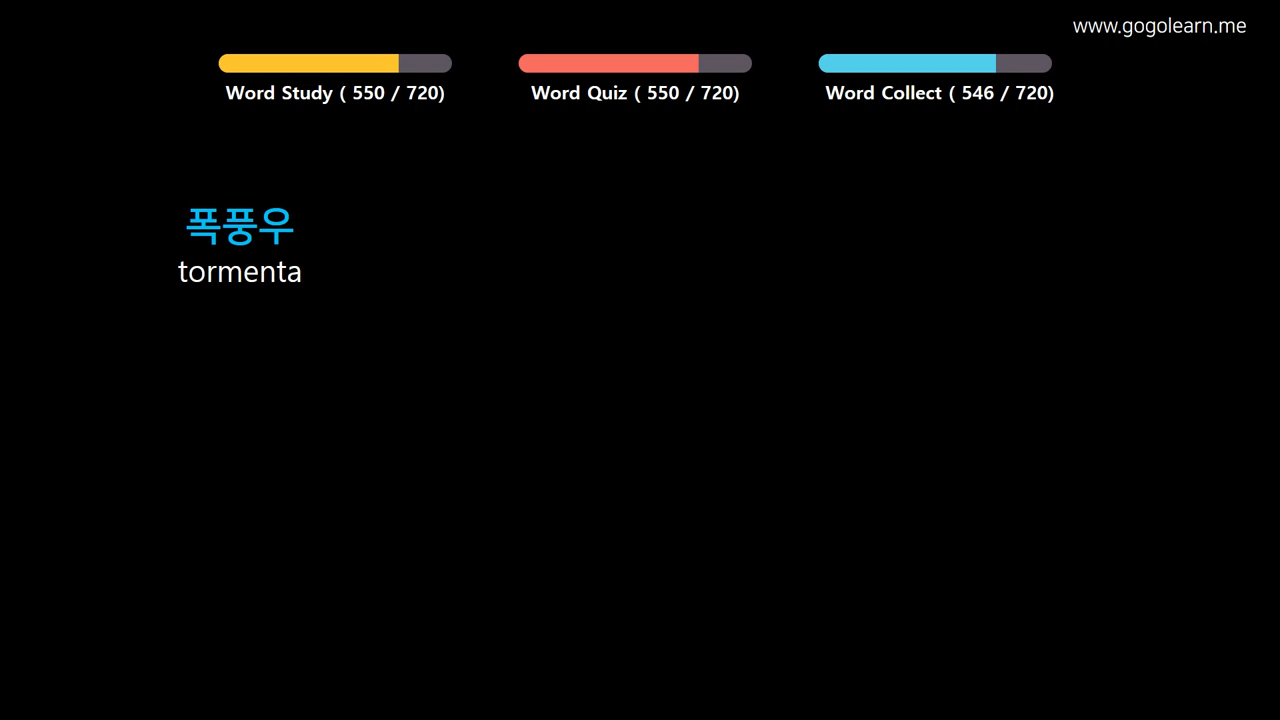 www.gogolearn.me
Word Study ( 550 / 720)
Word Quiz ( 550 / 720)
Word Collect ( 546 / 720)
폭풍우
tormenta